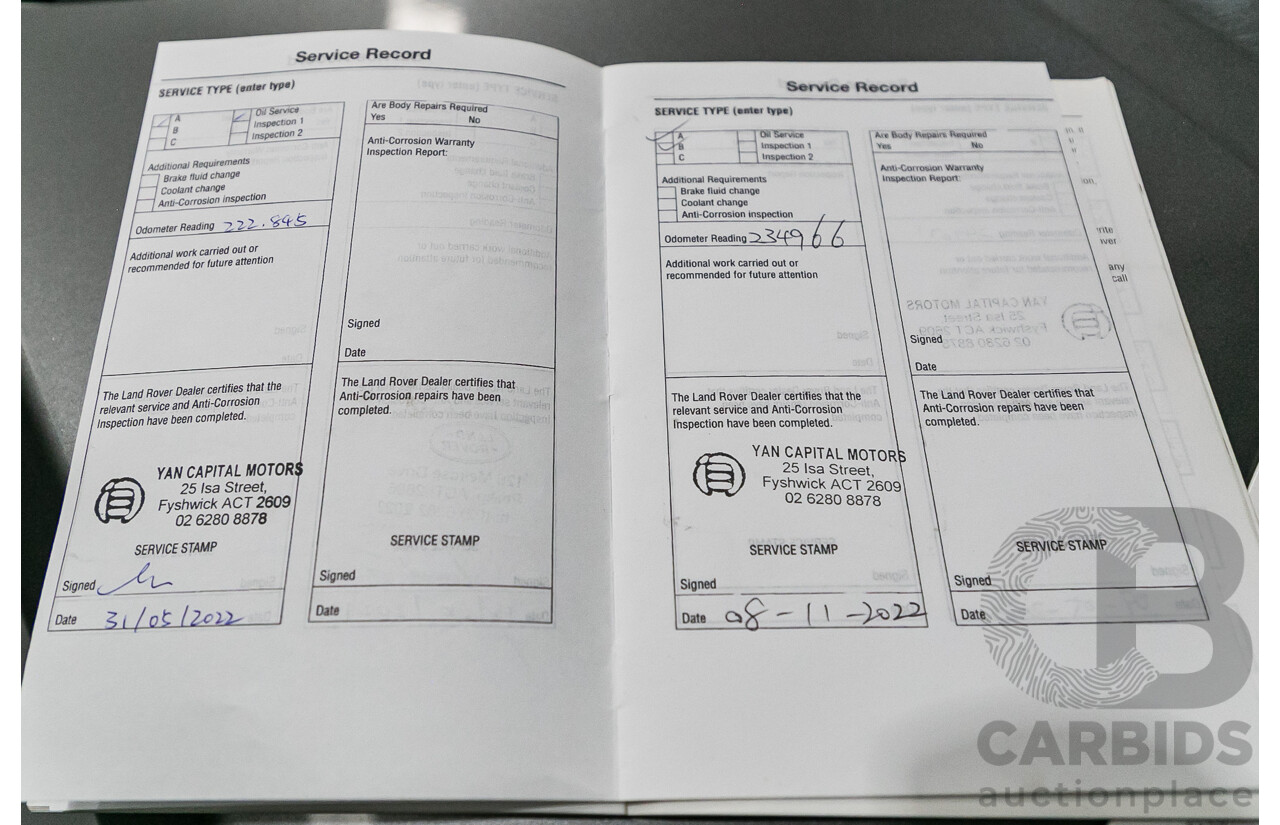 Service Record
SERVICE TYPE (enter type)
A
B
C
Oil Service
Inspection 1
Inspection 2
Additional Requirements
Brake fluid change
Coolant change
Anti-Corrosion inspection
Odometer Reading 222.845
Additional work carried out or
recommended for future attention
The Land Rover Dealer certifies that the
relevant service and Anti-Corrosion
Inspection have been completed.
YAN CAPITAL MOTORS
25 Isa Street,
Fyshwick ACT 2609
02 6280 8878
SERVICE STAMP
Signed
Date 31/05/2022
Are Body Repairs Required
Yes No
Anti-Corrosion Warranty
Inspection Report:
Signed
Date
The Land Rover Dealer certifies that
Anti-Corrosion repairs have been
completed.
SERVICE STAMP
Signed
Date
Service Record
SERVICE TYPE (enter type)
A
B
C
Oil Service
Inspection 1
Inspection 2
Additional Requirements
Brake fluid change
Coolant change
Anti-Corrosion inspection
Odometer Reading 234966
Additional work carried out or
recommended for future attention
The Land Rover Dealer certifies that the
relevant service and Anti-Corrosion
Inspection have been completed.
YAN CAPITAL MOTORS
25 Isa Street,
Fyshwick ACT 2609
02 6280 8878
SERVICE STAMP
Signed
Date 08-11-2022
Are Body Repairs Required
Yes No
Anti-Corrosion Warranty
Inspection Report:
Signed
Date
The Land Rover Dealer certifies that
Anti-Corrosion repairs have been
completed.
SERVICE STAMP
Signed
Date
any
call
CB
CARBIDS
auctionplace